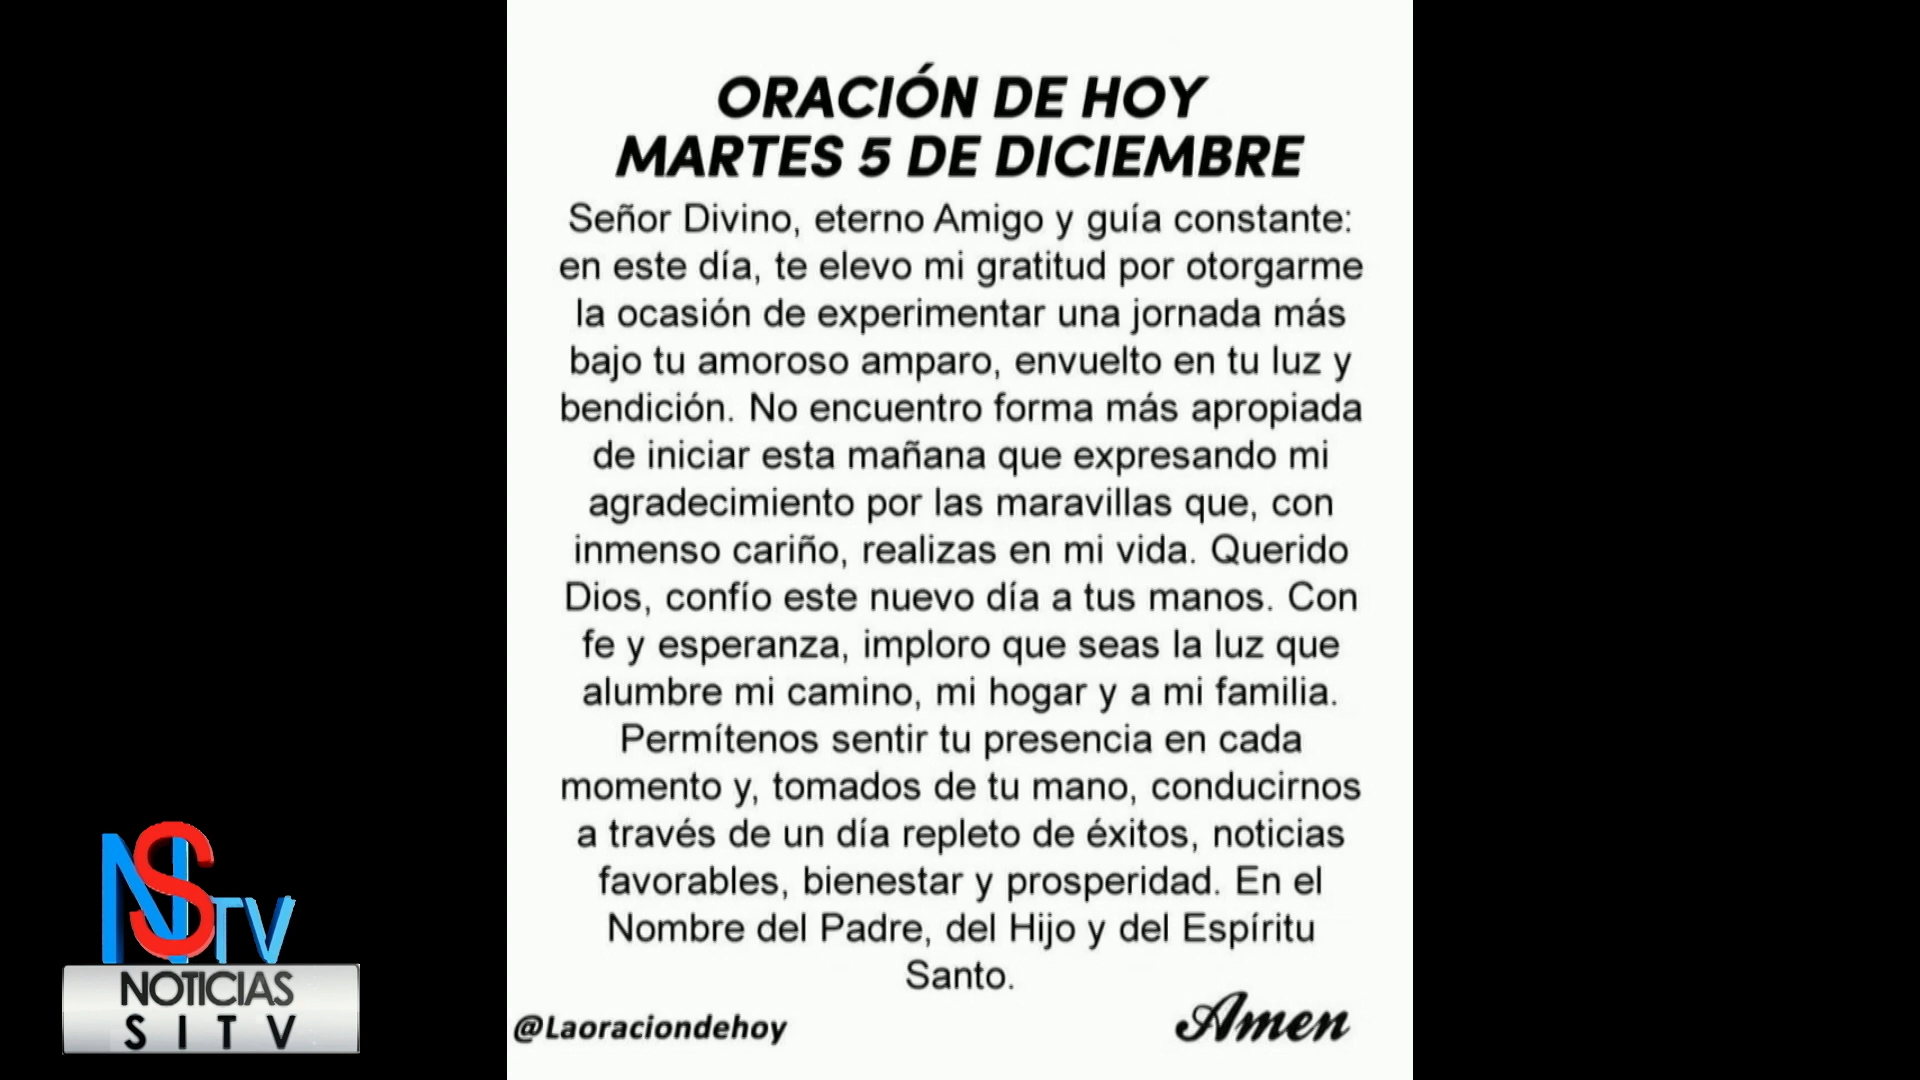 ORACIÓN DE HOY
MARTES 5 DE DICIEMBRE
Señor Divino, eterno Amigo y guía constante:
en este día, te elevo mi gratitud por otorgarme
la ocasión de experimentar una jornada más
bajo tu amoroso amparo, envuelto en tu luz y
bendición. No encuentro forma más apropiada
de iniciar esta mañana que expresando mi
agradecimiento por las maravillas que, con
inmenso cariño, realizas en mi vida. Querido
Dios, confío este nuevo día a tus manos. Con
fe y esperanza, imploro que seas la luz que
alumbre mi camino, mi hogar y a mi familia.
Permítenos sentir tu presencia en cada
momento y, tomados de tu mano, conducirnos
a través de un día repleto de éxitos, noticias
favorables, bienestar y prosperidad. En el
Nombre del Padre, del Hijo y del Espíritu
Santo.
@Laoraciondehoy
Amen
NSTV
NOTICIAS
SITV